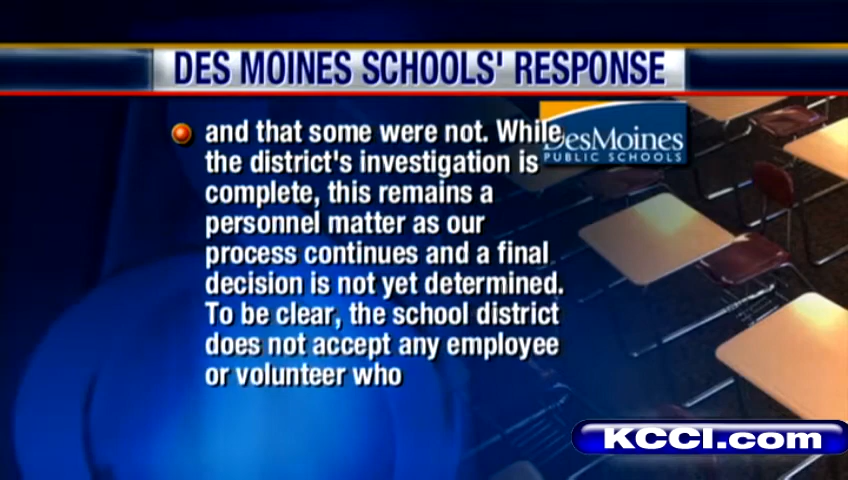 DES MOINES SCHOOLS' RESPONSE
and that some were not. While
the district's investigation is
complete, this remains a
personnel matter as our
process continues and a final
decision is not yet determined.
To be clear, the school district
does not accept any employee
or volunteer who
DesMoines
PUBLIC SCHOOLS
KCCI.com